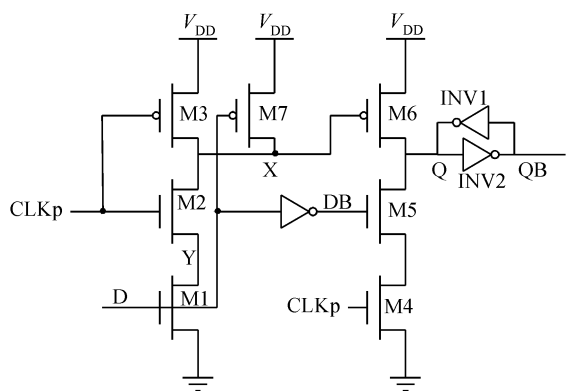 VDD VDD VDD
M3 M7 M6 INV1
X Q INV2 QB
CLKp M2 DB M5
Y
D M1 CLKp M4